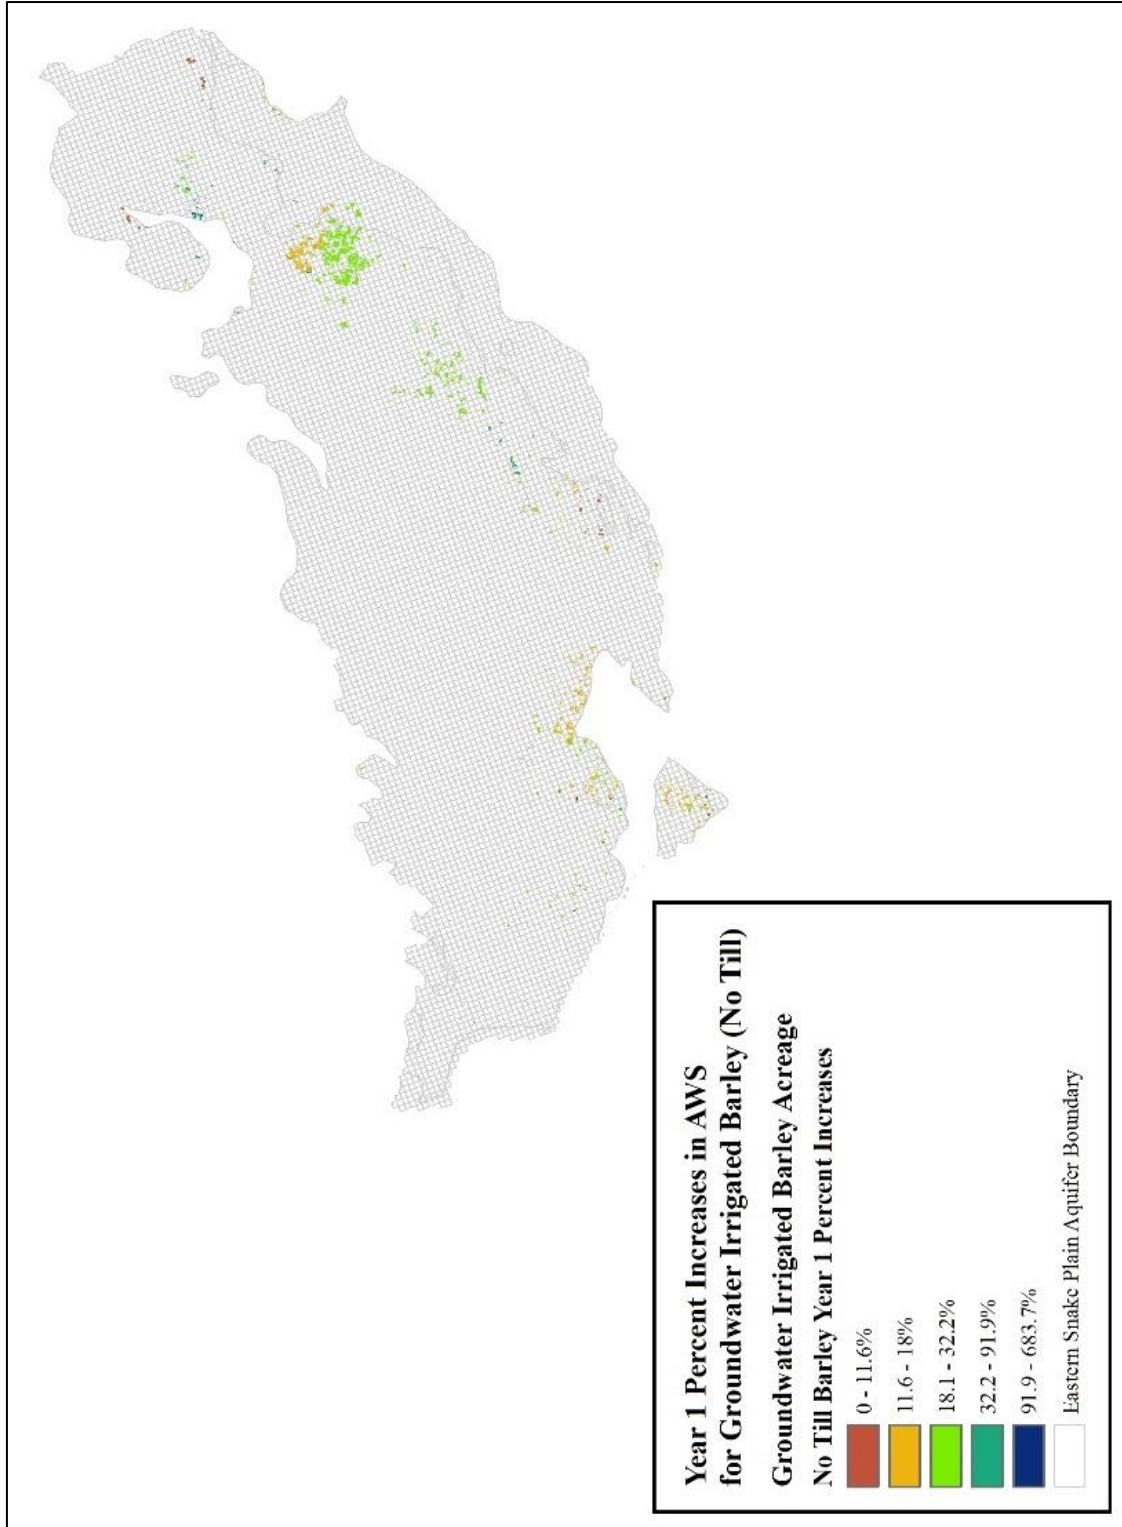 Year 1 Percent Increases in AWS
for Groundwater Irrigated Barley (No Till)
Groundwater Irrigated Barley Acreage
No Till Barley Year 1 Percent Increases
0 - 11.6%
11.6 - 18%
18.1 - 32.2%
32.2 - 91.9%
91.9 - 683.7%
Eastern Snake Plain Aquifer Boundary